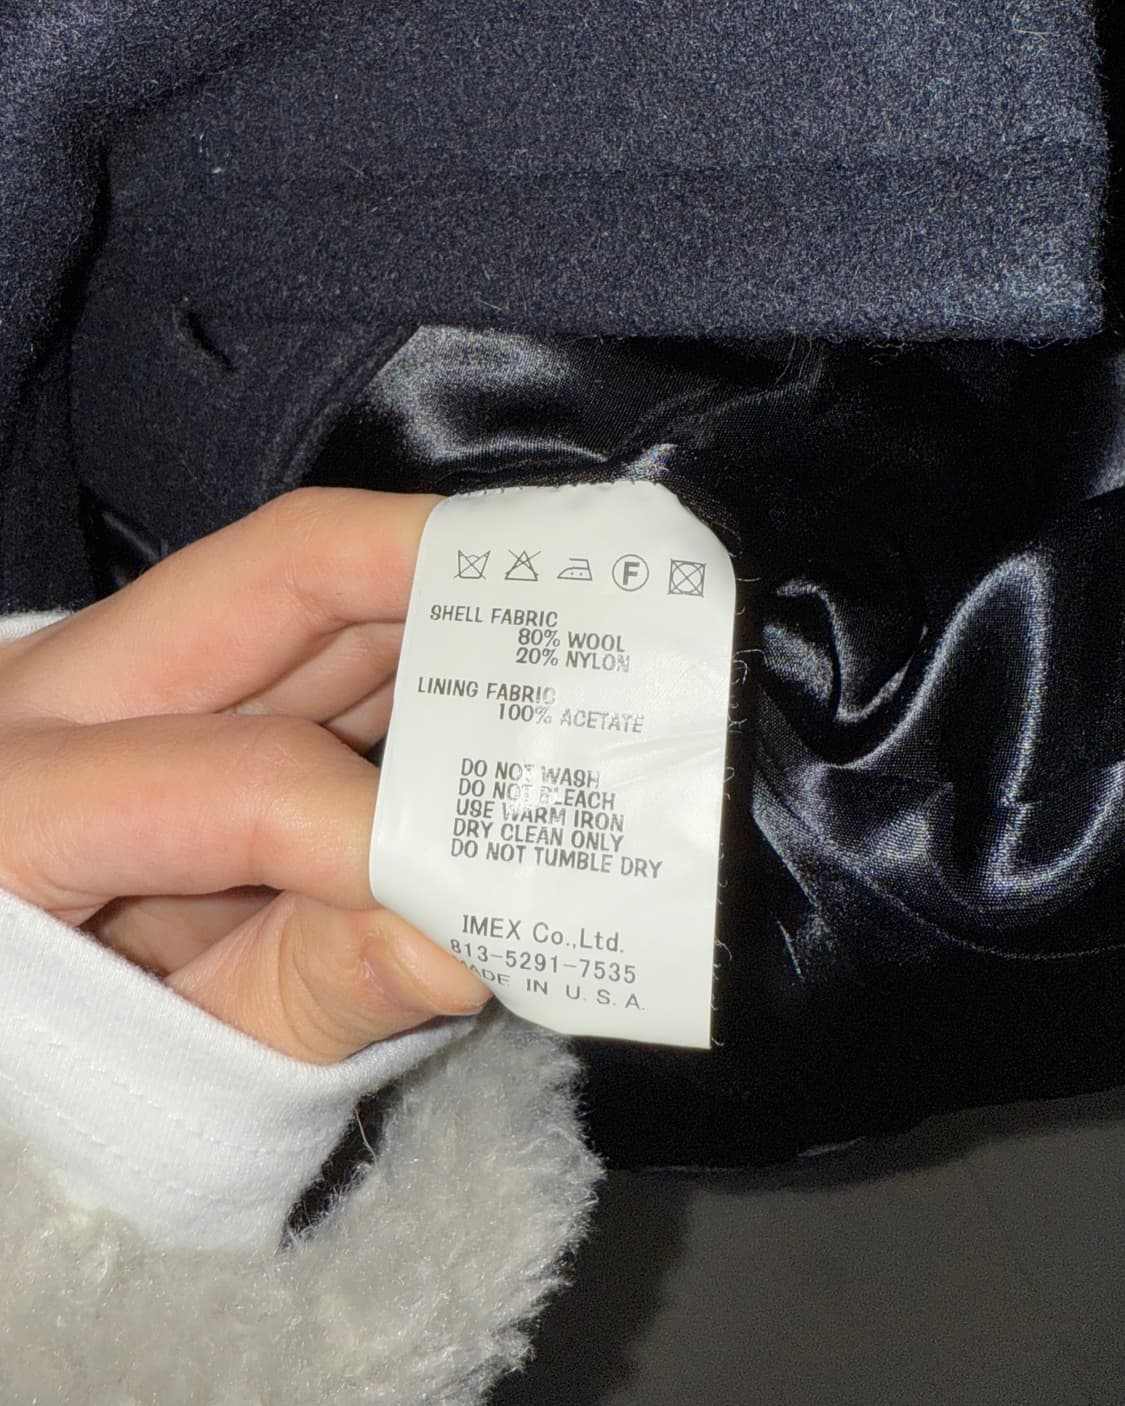 F
SHELL FABRIC
80% WOOL
20% NYLON
LINING FABRIC
100% ACETATE
DO NOT WASH
DO NOT BLEACH
USE WARM IRON
DRY CLEAN ONLY
DO NOT TUMBLE DRY
IMEX Co.,Ltd.
813-5291-7535
MADE IN U.S.A.